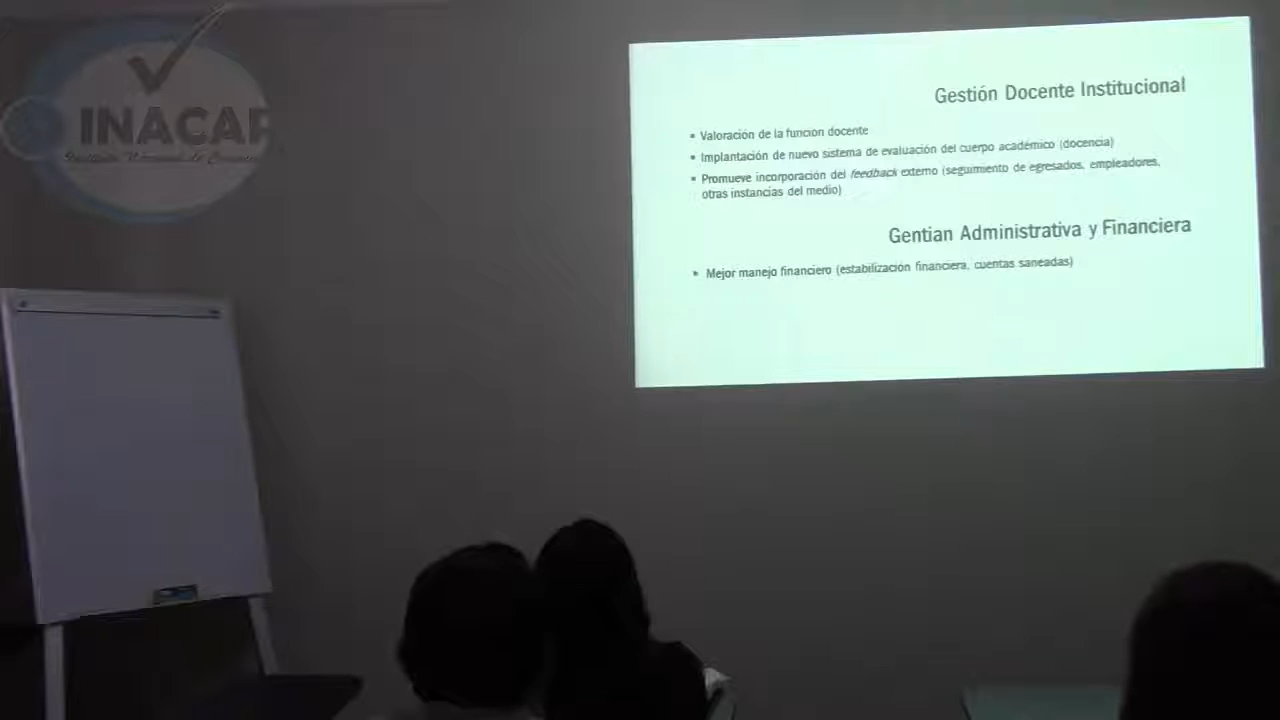 INACAP
Gestión Docente Institucional
• Valoración de la función docente
• Implantación de nuevo sistema de evaluación del cuerpo académico (docencia)
• Promueve incorporación del feedback externo (seguimiento de egresados, empleadores,
otras instancias del medio)
Gentian Administrativa y Financiera
• Mejor manejo financiero (estabilización financiera, cuentas saneadas)